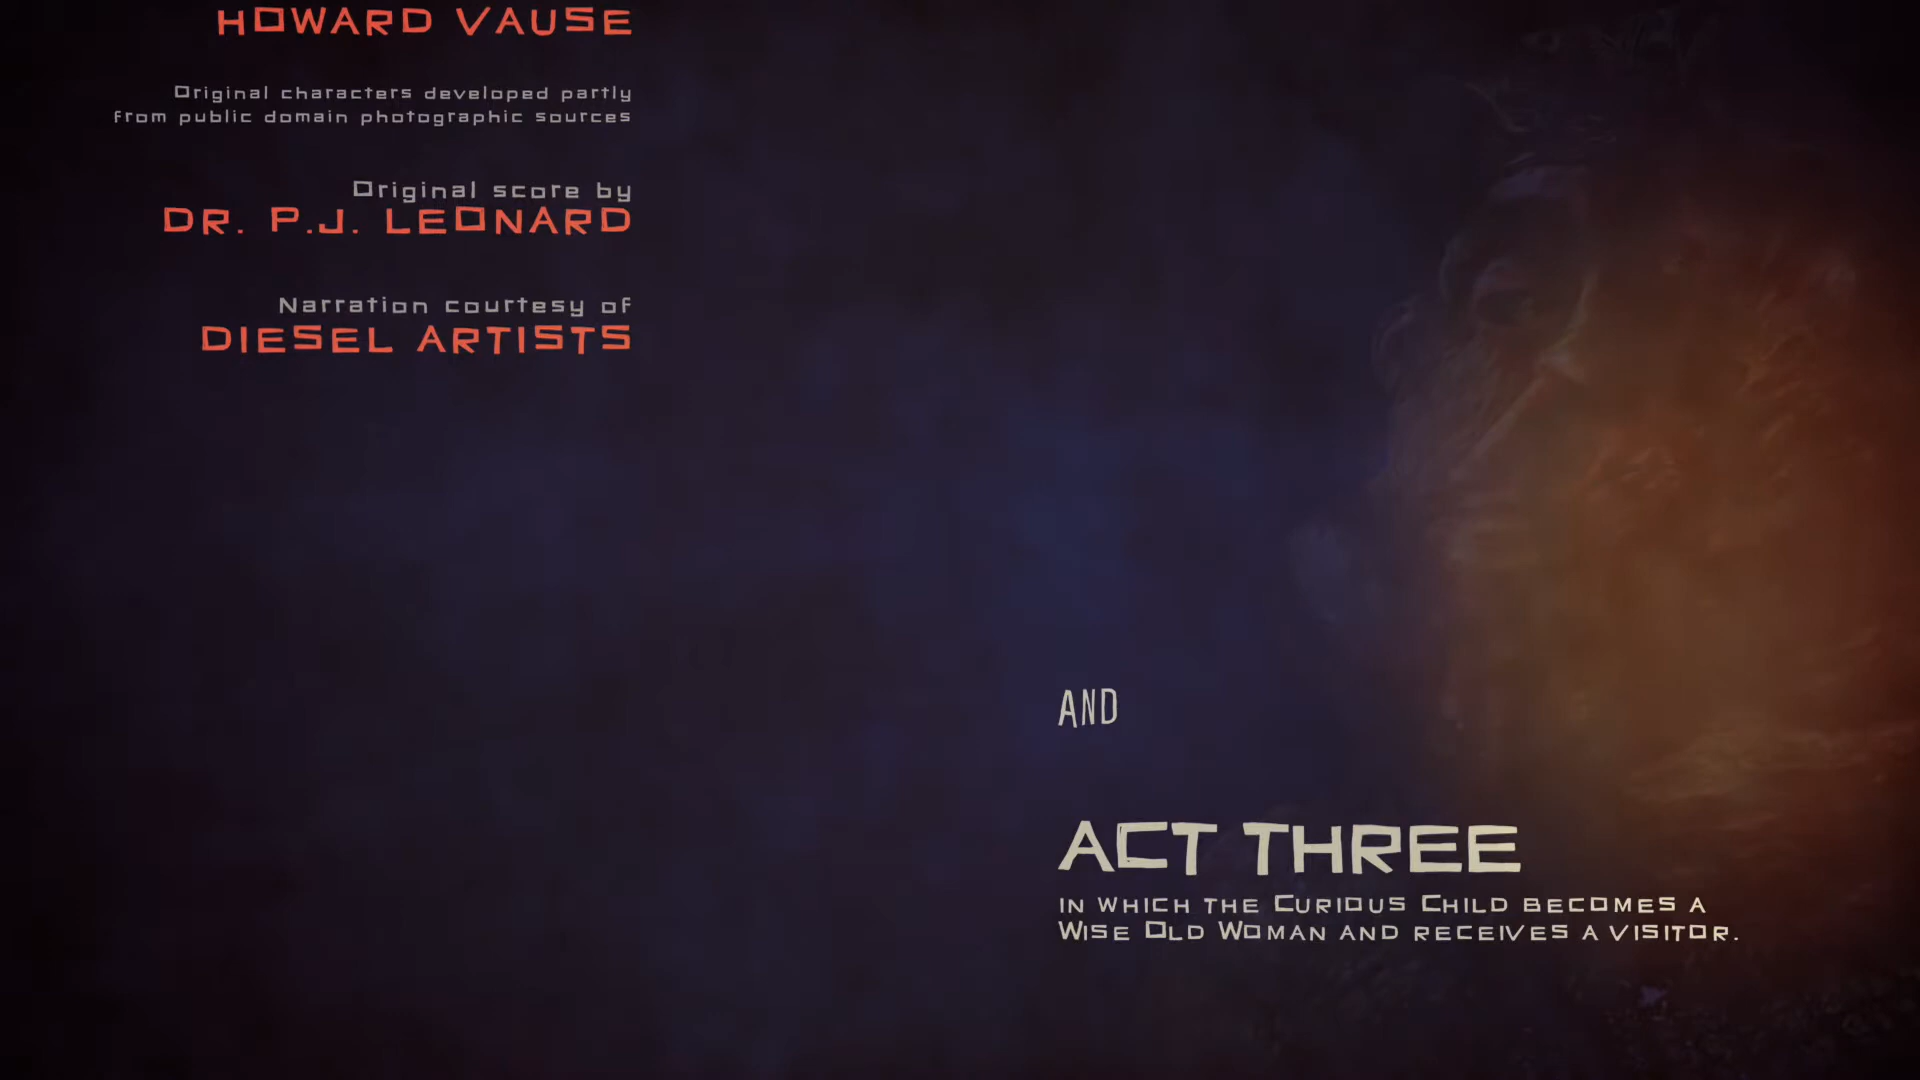 HOWARD VAUSE
Original characters developed partly
from public domain photographic sources
Original score by
DR. P.J. LEONARD
Narration courtesy of
DIESEL ARTISTS
AND
ACT THREE
IN WHICH THE CURIOUS CHILD BECOMES A
WISE OLD WOMAN AND RECEIVES A VISITOR.